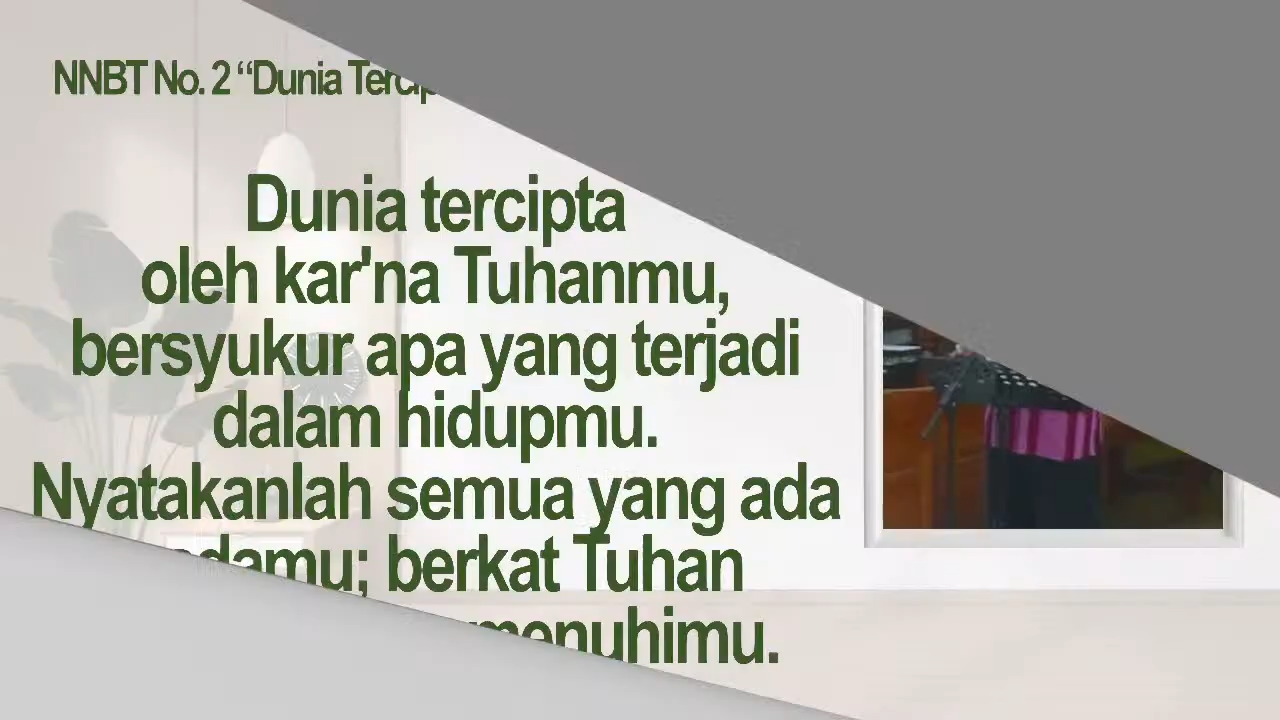 NNBT No. 2 “Dunia
Dunia tercipta
oleh kar'na Tuhanmu,
bersyukur apa yang terjadi
dalam hidupmu.
Nyatakanlah semua yang ada
berkat Tuhan